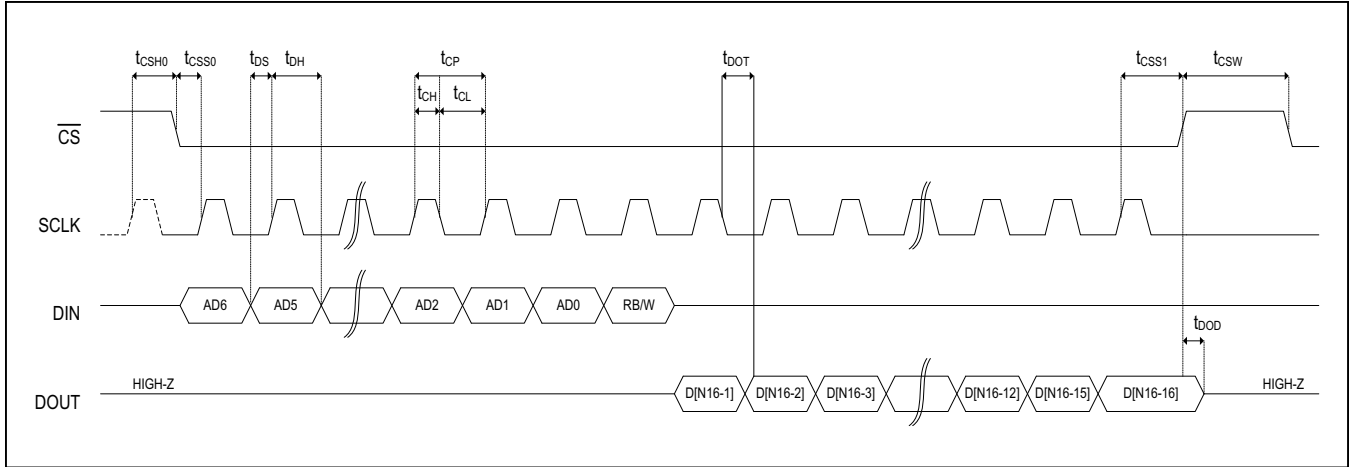 tCSH0 tCSS0 tDS tDH tCP tDOT tCSS1 tCSW
tCH tCL
CS
SCLK
DIN AD6 AD5 AD2 AD1 AD0 RB/W
tDOD
DOUT HIGH-Z D[N16-1] D[N16-2] D[N16-3] D[N16-12] D[N16-15] D[N16-16] HIGH-Z